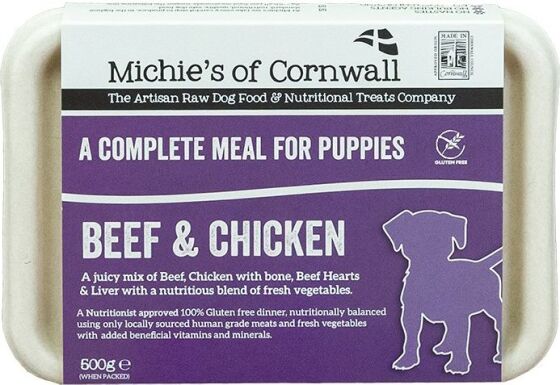 MADE IN
Cornwall
Michie's of Cornwall
The Artisan Raw Dog Food & Nutritional Treats Company
A COMPLETE MEAL FOR PUPPIES
GLUTEN FREE
BEEF & CHICKEN
A juicy mix of Beef, Chicken with bone, Beef Hearts
& Liver with a nutritious blend of fresh vegetables.
A Nutritionist approved 100% Gluten free dinner, nutritionally balanced
using only locally sourced human grade meats and fresh vegetables
with added beneficial vitamins and minerals.
500g e
(WHEN PACKED)